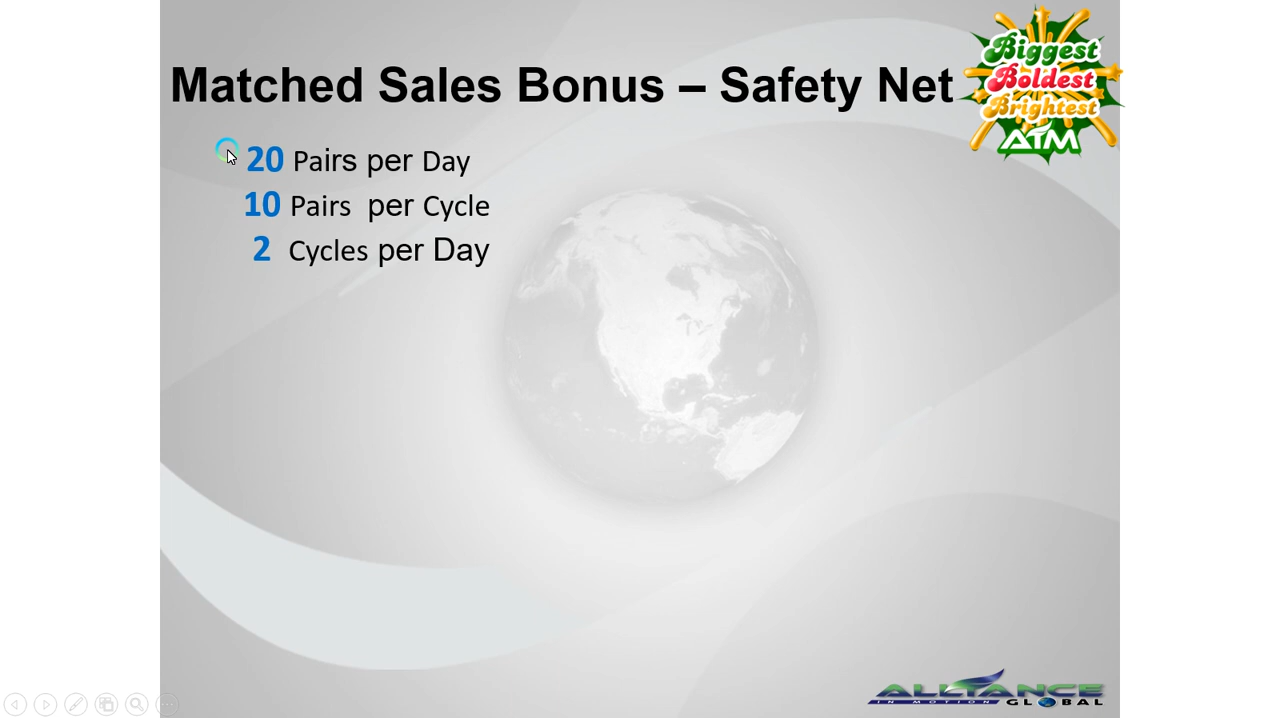 Matched Sales Bonus – Safety Net
Biggest
Boldest
Brightest
ATM
20 Pairs per Day
10 Pairs per Cycle
2 Cycles per Day
ALLIANCE
IN MOTION GLOBAL